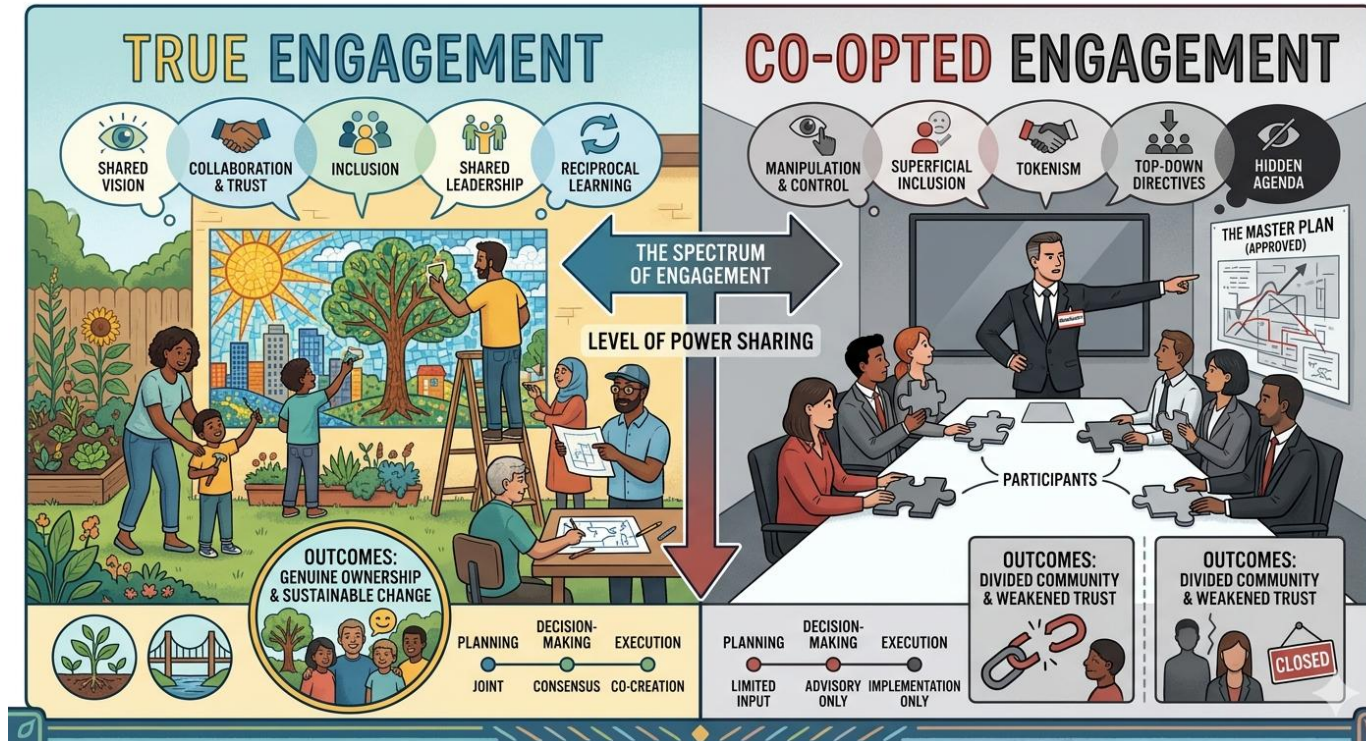 TRUE ENGAGEMENT
SHARED
VISION
COLLABORATION
& TRUST
INCLUSION
SHARED
LEADERSHIP
RECIPROCAL
LEARNING
CO-OPTED ENGAGEMENT
MANIPULATION
& CONTROL
SUPERFICIAL
INCLUSION
TOKENISM
TOP-DOWN
DIRECTIVES
HIDDEN
AGENDA
THE SPECTRUM
OF ENGAGEMENT
LEVEL OF POWER SHARING
THE MASTER PLAN
(APPROVED)
PARTICIPANTS
OUTCOMES:
GENUINE OWNERSHIP
& SUSTAINABLE CHANGE
PLANNING
DECISION-
MAKING
EXECUTION
JOINT
CONSENSUS
CO-CREATION
PLANNING
DECISION-
MAKING
EXECUTION
LIMITED
INPUT
ADVISORY
ONLY
IMPLEMENTATION
ONLY
OUTCOMES:
DIVIDED COMMUNITY
& WEAKENED TRUST
OUTCOMES:
DIVIDED COMMUNITY
& WEAKENED TRUST
CLOSED